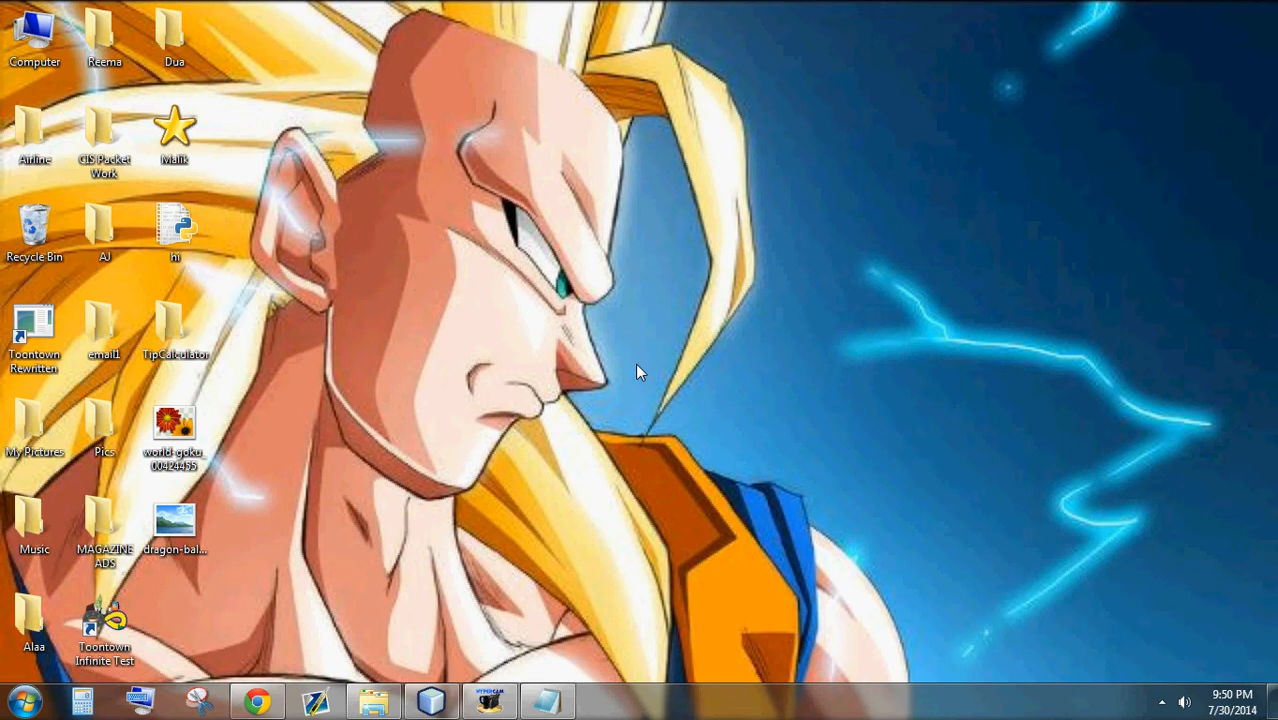 Computer
Reema
Dua
Airline
CIS Packet
Work
Malik
Recycle Bin
AJ
hi
Toontown
Rewritten
email1
TipCalculator
My Pictures
Pics
world-goku_
00424455
Music
MAGAZINE
ADS
dragon-bal...
Alaa
Toontown
Infinite Test
HYPERCAM
9:50 PM
7/30/2014